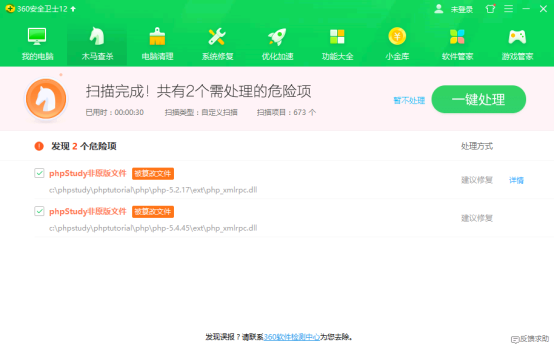 360安全卫士12
未登录
我的电脑 木马查杀 电脑清理 系统修复 优化加速 功能大全 小金库 软件管家 游戏管家
扫描完成！共有2个需处理的危险项
已用时：00:00:30 扫描类型：自定义扫描 扫描项目：673 个
暂不处理 一键处理
发现 2 个危险项 处理方式
phpStudy非原版文件 被篡改文件
c:\phpstudy\phptutorial\php\php-5.2.17\ext\php_xmlrpc.dll
建议修复 详情
phpStudy非原版文件 被篡改文件
c:\phpstudy\phptutorial\php\php-5.4.45\ext\php_xmlrpc.dll
建议修复
发现误报？请联系360软件检测中心为您去除。
反馈求助